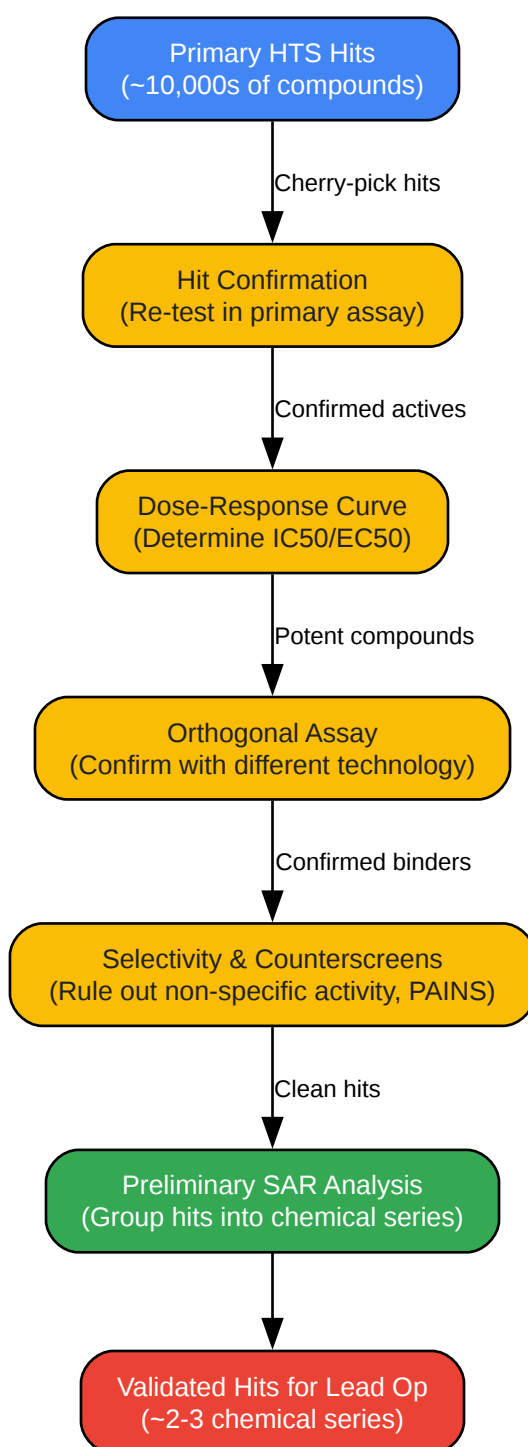 Primary HTS Hits
(~10,000s of compounds)
Cherry-pick hits
Hit Confirmation
(Re-test in primary assay)
Confirmed actives
Dose-Response Curve
(Determine IC50/EC50)
Potent compounds
Orthogonal Assay
(Confirm with different technology)
Confirmed binders
Selectivity & Counterscreens
(Rule out non-specific activity, PAINS)
Clean hits
Preliminary SAR Analysis
(Group hits into chemical series)
Validated Hits for Lead Op
(~2-3 chemical series)